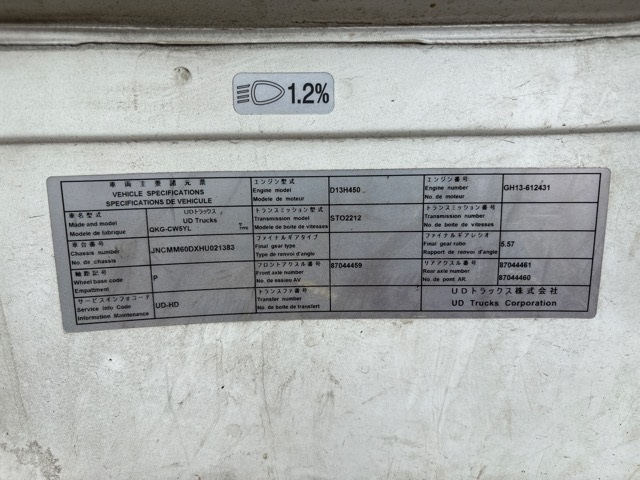 1.2%
車両主要諸元表
VEHICLE SPECIFICATIONS
SPECIFICATIONS DE VEHICULE
車名型式
Made and model
Modele de fabrique
UDトラックス
UD Trucks
QKG-CW5YL
Type
車台番号
Chassis number
No. de chassis
JNCMM60DXHU021383
軸距記号
Wheel base code
No. de empattement
P
サービスインフォコード
Service Info Code
Information Maintenance
UD-HD
エンジン型式
Engine model
Modele de moteur
D13H450
トランスミッション型式
Transmission model
Modele de boite de vitesses
STO2212
ファイナルギアタイプ
Final gear type
Type de renvoi d'angle
フロントアクスル番号
Front axle number
No. de essieu AV
87044459
トランスファ番号
No. de boite de transfert
エンジン番号
Engine number
No. de moteur
GH13-612431
トランスミッション番号
Transmission number
No. de boite de vitesses
ファイナルギアレシオ
Final gear ratio
Rapport de renvoi d'angle
5.57
リアアクスル番号
Rear axle number
No. de point AR.
87044461
87044460
UDトラックス株式会社
UD Trucks Corporation